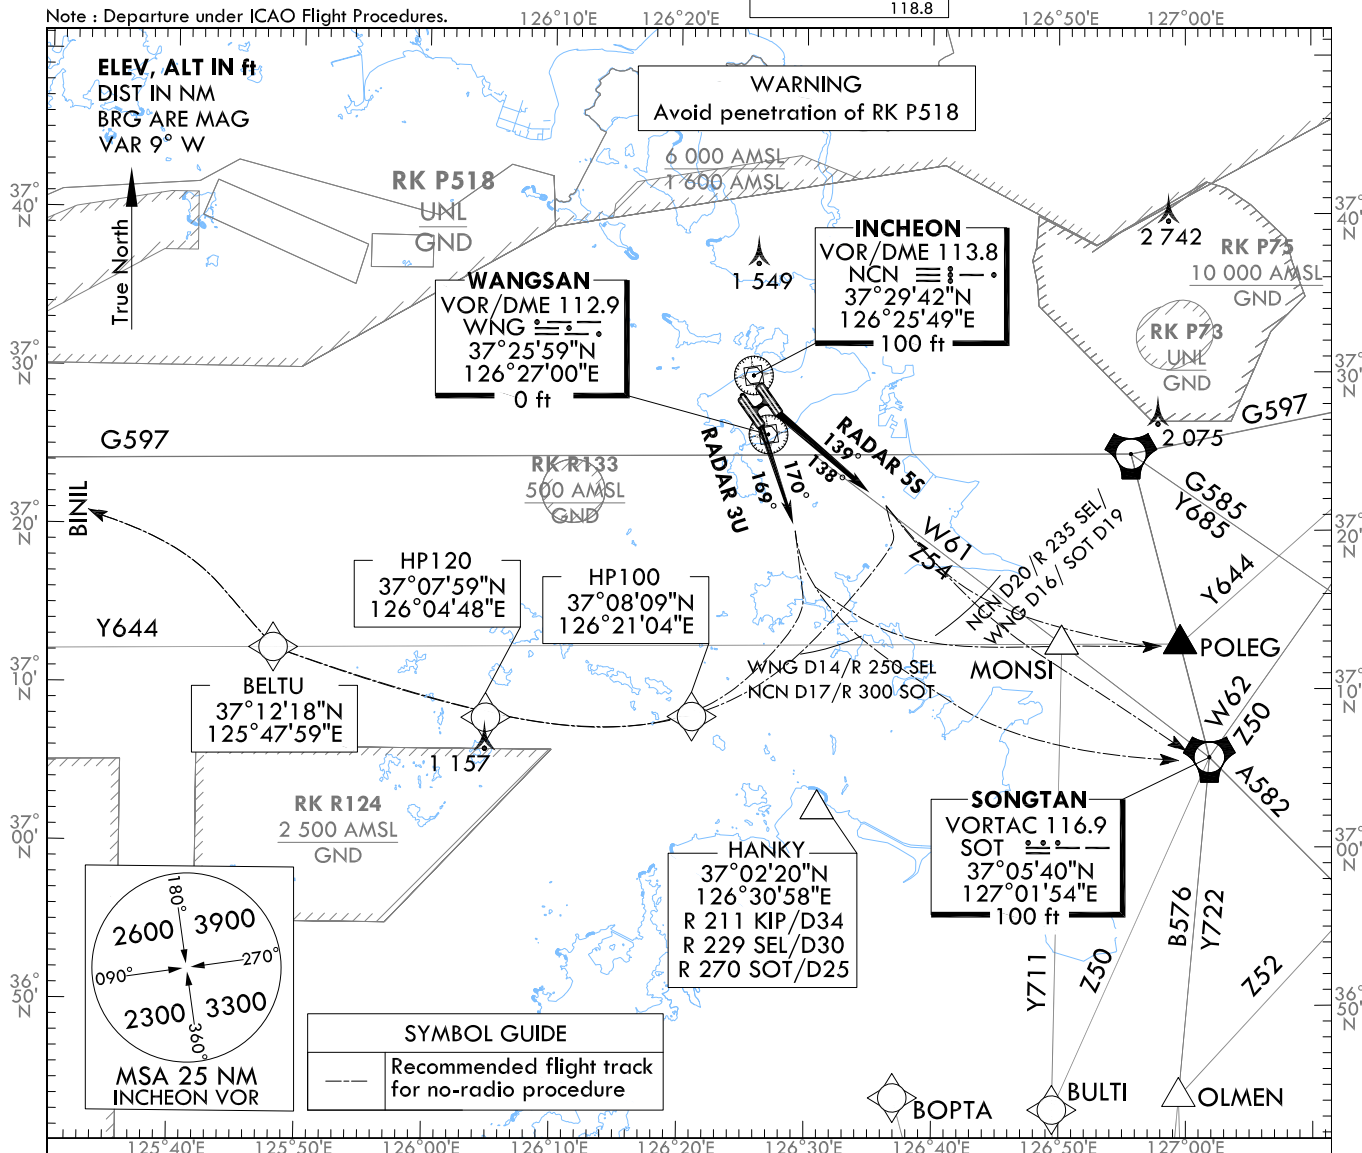 Note : Departure under ICAO Flight Procedures.
118.8
126°10'E
126°20'E
126°50'E
127°00'E
ELEV, ALT IN ft
DIST IN NM
BRG ARE MAG
VAR 9° W
True North
WARNING
Avoid penetration of RK P518
6 000 AMSL
1 600 AMSL
RK P518
UNL
GND
37°
40'
N
37°
40'
N
2 742
RK P75
10 000 AMSL
GND
INCHEON
VOR/DME 113.8
NCN
37°29'42"N
126°25'49"E
100 ft
1 549
WANGSAN
VOR/DME 112.9
WNG
37°25'59"N
126°27'00"E
0 ft
RK P73
UNL
GND
37°
30'
N
37°
30'
N
2 075
G597
G597
RADAR 5S
139°
138°
RADAR 3U
170°
169°
RK R133
500 AMSL
GND
G585
Y685
BINIL
37°
20'
N
37°
20'
N
W61
Z54
NCN D20/R 235 SEL/
WNG D16/ SOT D19
Y644
HP120
37°07'59"N
126°04'48"E
HP100
37°08'09"N
126°21'04"E
Y644
POLEG
MONSI
WNG D14/R 250 SEL
NCN D17/R 300 SOT
37°
10'
N
37°
10'
N
BELTU
37°12'18"N
125°47'59"E
W62
Z50
1 157
A582
RK R124
2 500 AMSL
GND
SONGTAN
VORTAC 116.9
SOT
37°05'40"N
127°01'54"E
100 ft
37°
00'
N
37°
00'
N
HANKY
37°02'20"N
126°30'58"E
R 211 KIP/D34
R 229 SEL/D30
R 270 SOT/D25
B576
Y722
Y711
Z50
Z52
180°
2600
3900
090°
270°
2300
3300
360°
MSA 25 NM
INCHEON VOR
36°
50'
N
36°
50'
N
SYMBOL GUIDE
Recommended flight track
for no-radio procedure
BOPTA
BULTI
OLMEN
125°40'E
125°50'E
126°00'E
126°10'E
126°20'E
126°30'E
126°40'E
126°50'E
127°00'E